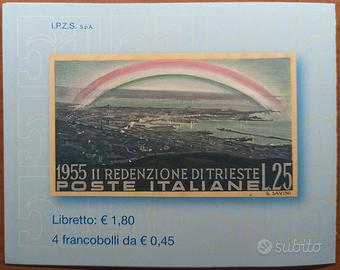 I.P.Z.S. S.p.A.
1955 II REDENZIONE DI TRIESTE
POSTE ITALIANE L.25
S. SAVINI
Libretto: € 1,80
4 francobolli da € 0,45
subito